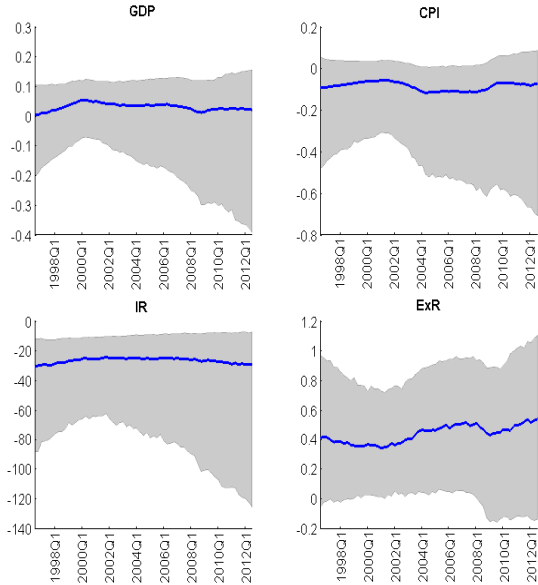 GDP
0.4
0.3
0.2
0.1
0
-0.1
-0.2
-0.3
-0.4
1998Q1
2000Q1
2002Q1
2004Q1
2006Q1
2008Q1
2010Q1
2012Q1
CPI
0.2
0
-0.2
-0.4
-0.6
-0.8
1998Q1
2000Q1
2002Q1
2004Q1
2006Q1
2008Q1
2010Q1
2012Q1
IR
0
-20
-40
-60
-80
-100
-120
-140
1998Q1
2000Q1
2002Q1
2004Q1
2006Q1
2008Q1
2010Q1
2012Q1
ExR
1.2
1
0.8
0.6
0.4
0.2
0
-0.2
1998Q1
2000Q1
2002Q1
2004Q1
2006Q1
2008Q1
2010Q1
2012Q1